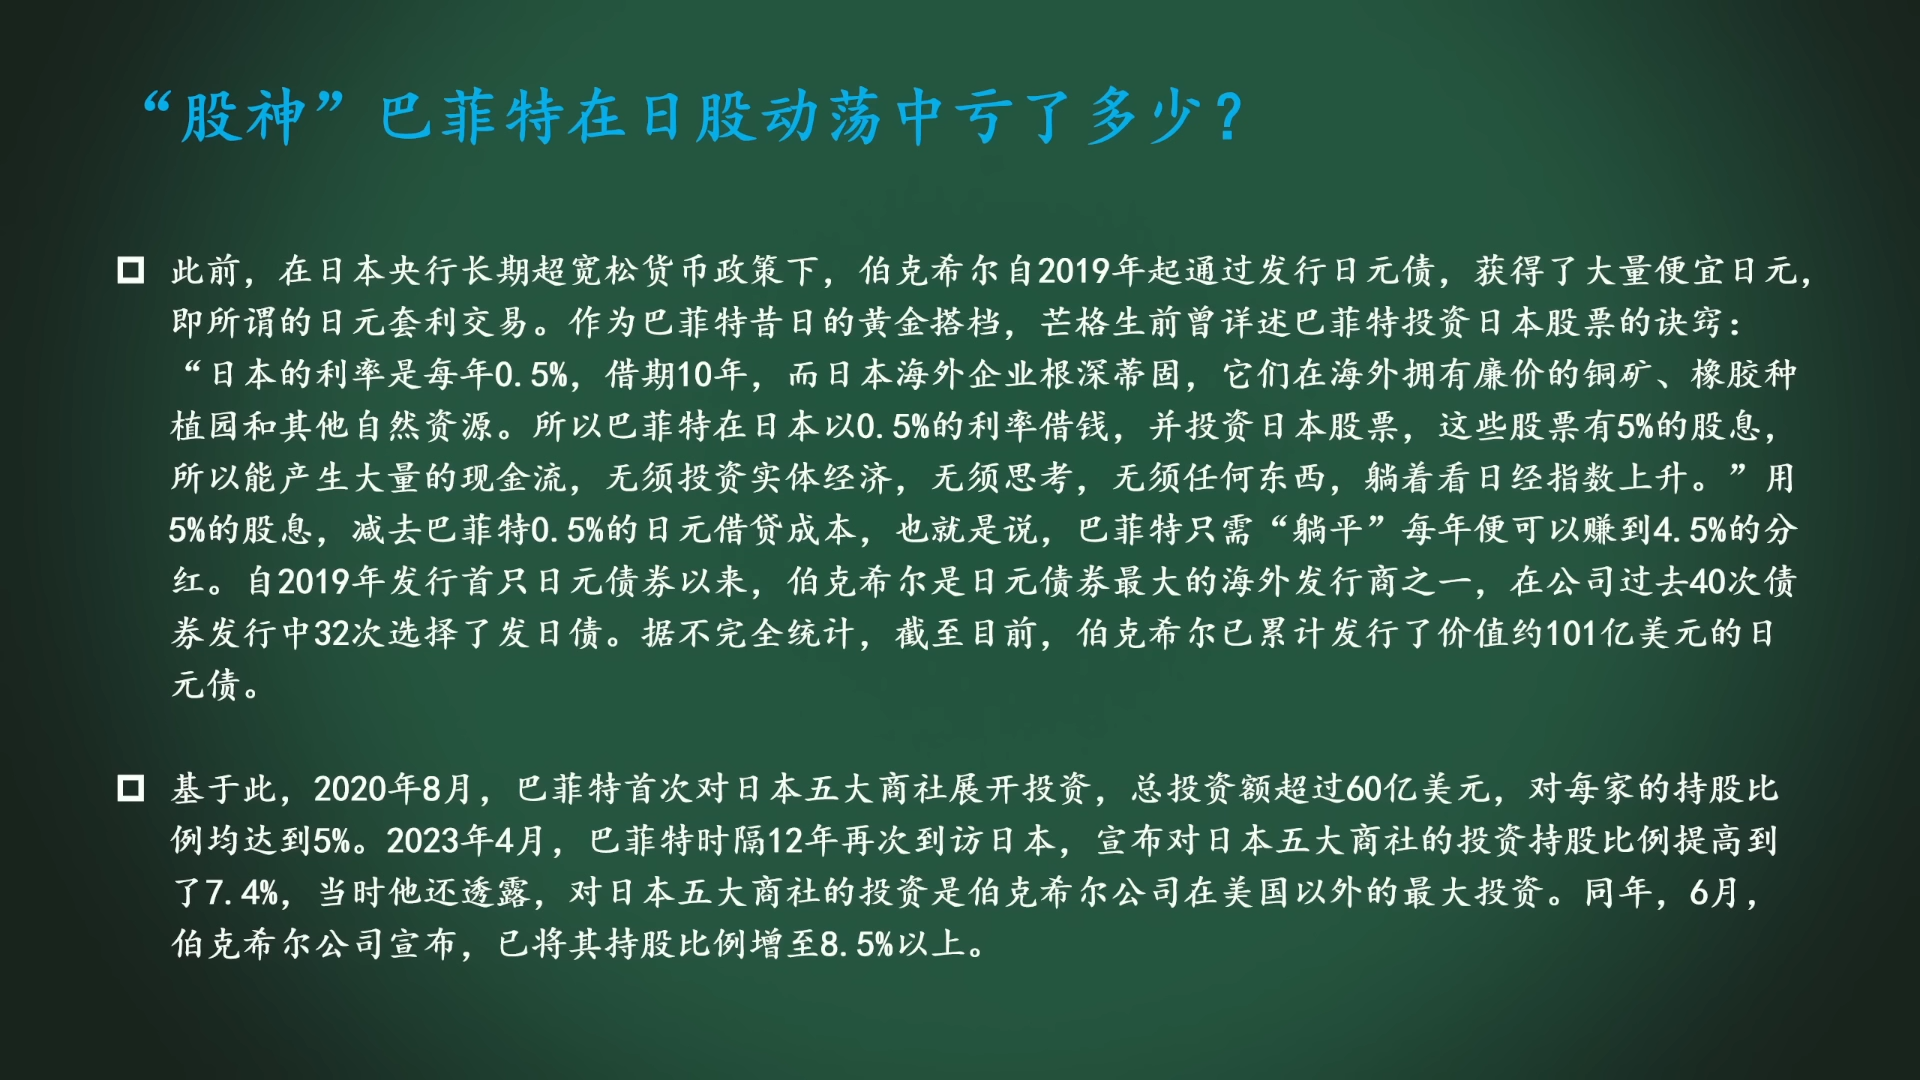 “股神”巴菲特在日股动荡中亏了多少？
此前，在日本央行长期超宽松货币政策下，伯克希尔自2019年起通过发行日元债，获得了大量便宜日元，
即所谓的日元套利交易。作为巴菲特昔日的黄金搭档，芒格生前曾详述巴菲特投资日本股票的诀窍：
“日本的利率是每年0.5%，借期10年，而日本海外企业根深蒂固，它们在海外拥有廉价的铜矿、橡胶种
植园和其他自然资源。所以巴菲特在日本以0.5%的利率借钱，并投资日本股票，这些股票有5%的股息，
所以能产生大量的现金流，无须投资实体经济，无须思考，无须任何东西，躺着看日经指数上升。”用
5%的股息，减去巴菲特0.5%的日元借贷成本，也就是说，巴菲特只需“躺平”每年便可以赚到4.5%的分
红。自2019年发行首只日元债券以来，伯克希尔是日元债券最大的海外发行商之一，在公司过去40次债
券发行中32次选择了发日债。据不完全统计，截至目前，伯克希尔已累计发行了价值约101亿美元的日
元债。
基于此，2020年8月，巴菲特首次对日本五大商社展开投资，总投资额超过60亿美元，对每家的持股比
例均达到5%。2023年4月，巴菲特时隔12年再次到访日本，宣布对日本五大商社的投资持股比例提高到
了7.4%，当时他还透露，对日本五大商社的投资是伯克希尔公司在美国以外的最大投资。同年，6月，
伯克希尔公司宣布，已将其持股比例增至8.5%以上。